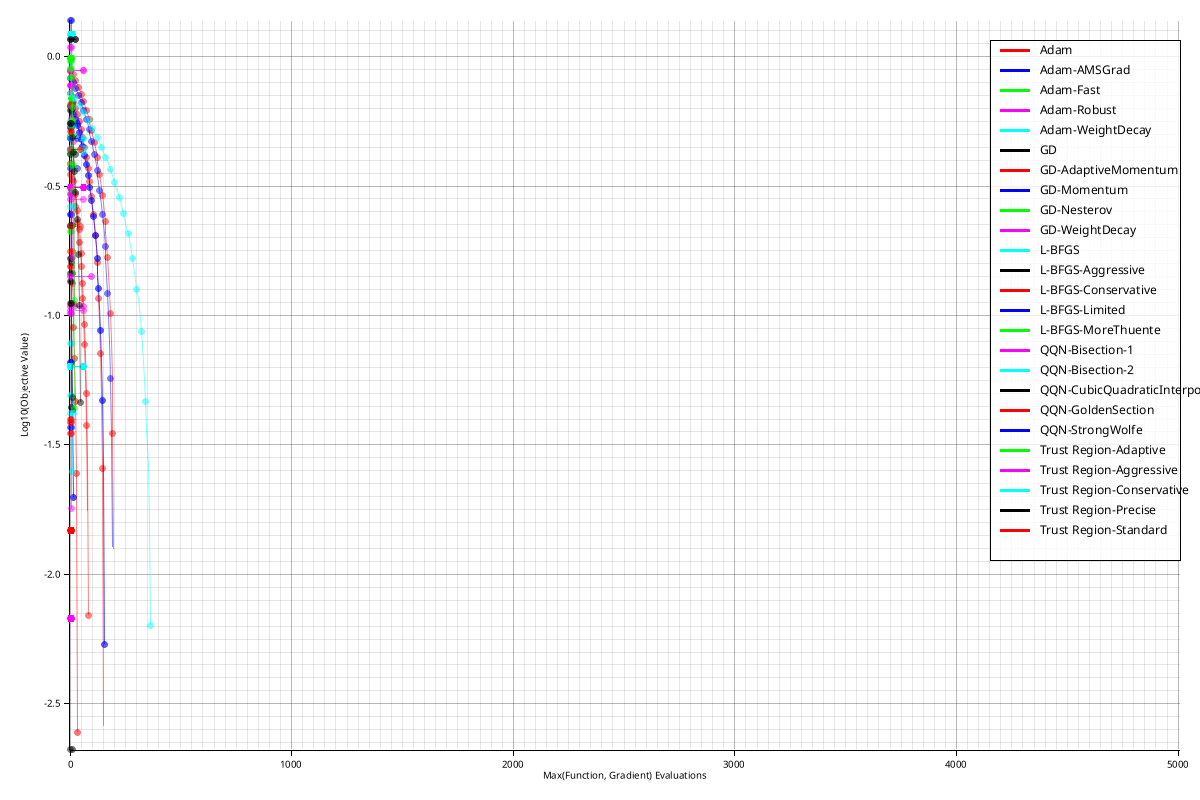 0.0
-0.5
-1.0
-1.5
-2.0
-2.5
Log10(Objective Value)
0
1000
2000
3000
4000
5000
Max(Function, Gradient) Evaluations
Adam
Adam-AMSGrad
Adam-Fast
Adam-Robust
Adam-WeightDecay
GD
GD-AdaptiveMomentum
GD-Momentum
GD-Nesterov
GD-WeightDecay
L-BFGS
L-BFGS-Aggressive
L-BFGS-Conservative
L-BFGS-Limited
L-BFGS-MoreThuente
QQN-Bisection-1
QQN-Bisection-2
QQN-CubicQuadraticInterpo
QQN-GoldenSection
QQN-StrongWolfe
Trust Region-Adaptive
Trust Region-Aggressive
Trust Region-Conservative
Trust Region-Precise
Trust Region-Standard